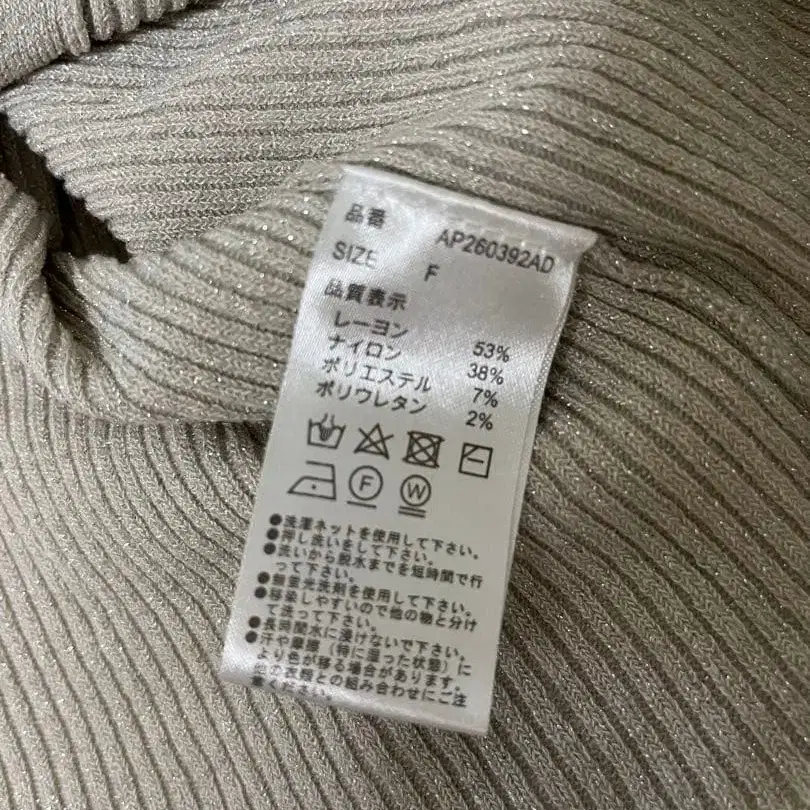 品番 AP260392AD
SIZE F
品質表示
レーヨン 53%
ナイロン 38%
ポリエステル 7%
ポリウレタン 2%
F W
●洗濯ネットを使用して下さい。
●押し洗いをして下さい。
●洗いから脱水までを短時間で行
って下さい。
●無蛍光洗剤を使用して下さい。
●移染しやすいので他の物と分け
て洗って下さい。
●長時間水に浸けないで下さい。
●汗や摩擦（特に湿った状態）に
より色が移る場合があります。
他の衣類との組み合わせにご注
意ください。